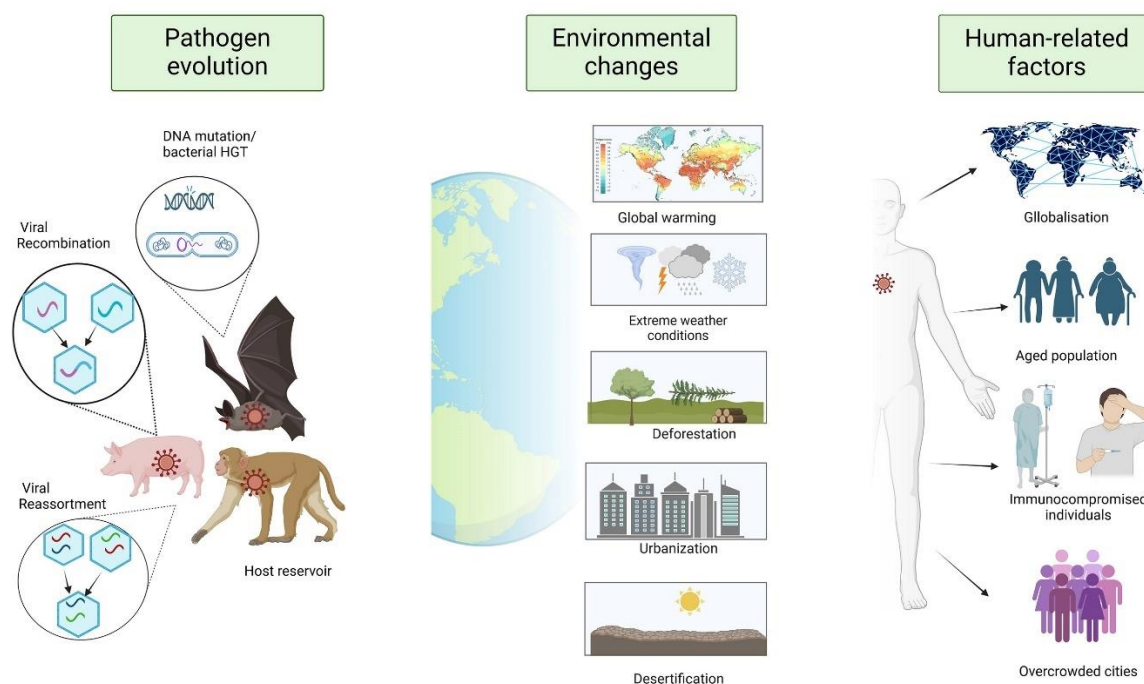 Pathogen
evolution
DNA mutation/
bacterial HGT
Viral
Recombination
Viral
Reassortment
Host reservoir
Environmental
changes
Global warming
Extreme weather
conditions
Deforestation
Urbanization
Desertification
Human-related
factors
Gllobalisation
Aged population
Immunocompromised
individuals
Overcrowded cities